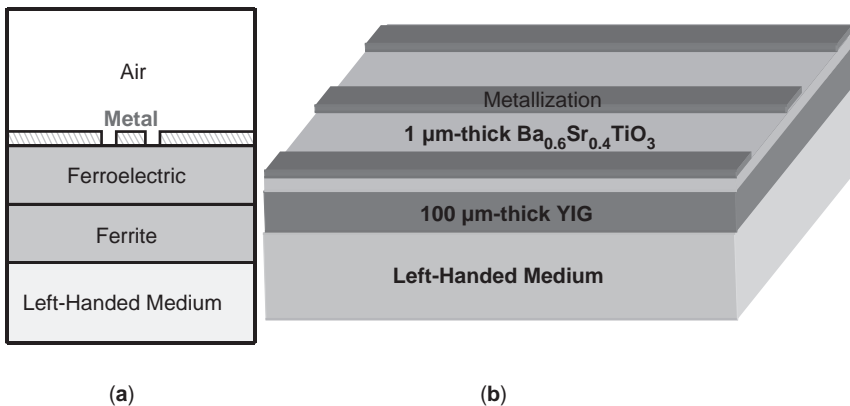 Air
Metal
Ferroelectric
Ferrite
Left-Handed Medium
(a)
Metallization
1 µm-thick Ba0.6Sr0.4TiO3
100 µm-thick YIG
Left-Handed Medium
(b)